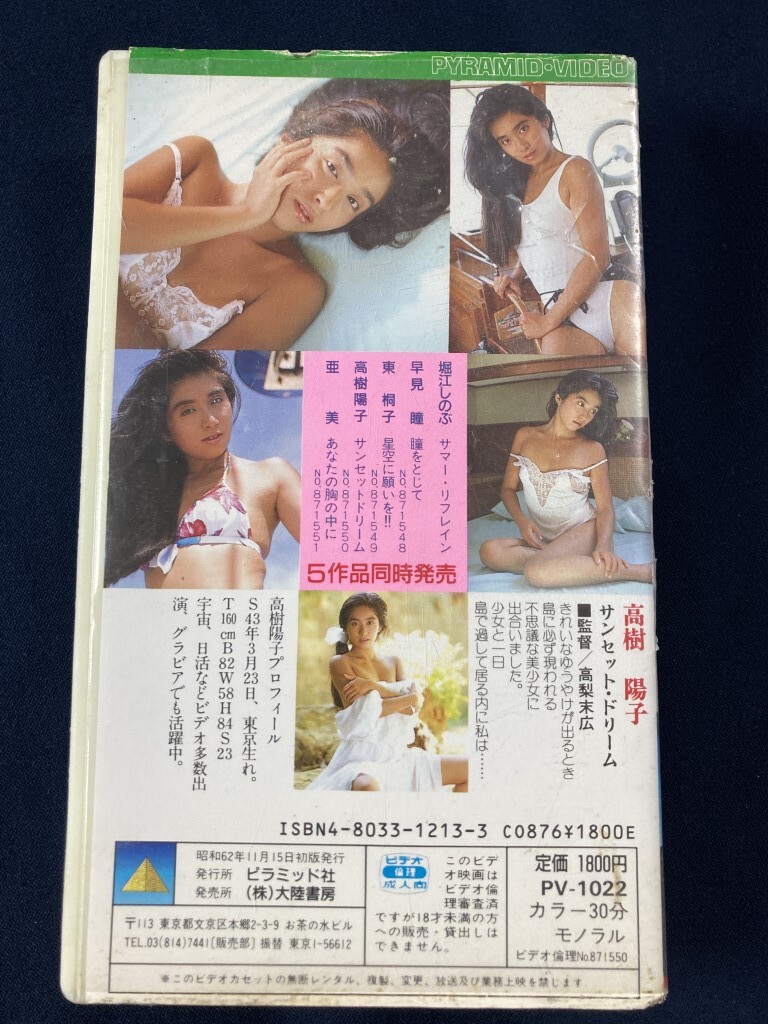 PYRAMID・VIDEO
堀江しのぶ サマー・リフレイン
早見 瞳 瞳をとじて
NO.871548
東 桐子 星空に願いを!!
NO.871549
高樹陽子 サンセットドリーム
NO.871550
亜 美 あなたの胸の中に
NO.871551
5作品同時発売
高樹 陽子
サンセット・ドリーム
■監督/高梨末広
きれいなゆうやけが出るとき
島に必ず現われる
不思議な美少女に
出合いました。
少女と一日
島で過して居る内に私は……
高樹陽子プロフィール
S43年3月23日、東京生れ。
T160cmB82W58H84S23
宇宙、日活などビデオ多数出
演、グラビアでも活躍中。
ISBN4-8033-1213-3 C0876¥1800E
昭和62年11月15日初版発行
発行所 ピラミッド社
発売所 (株)大陸書房
〒113 東京都文京区本郷2-3-9 お茶の水ビル
TEL.03(814)7441[販売部] 振替 東京1-56612
ビデオ
倫理
成人向
このビデ
オ映画は
ビデオ倫
理審査済
ですが18才未満の方
への販売・貸出しは
できません。
定価 1800円
PV-1022
カラー30分
モノラル
ビデオ倫理No.871550
※このビデオカセットの無断レンタル、複製、変更、放送及び業務上映を禁じます